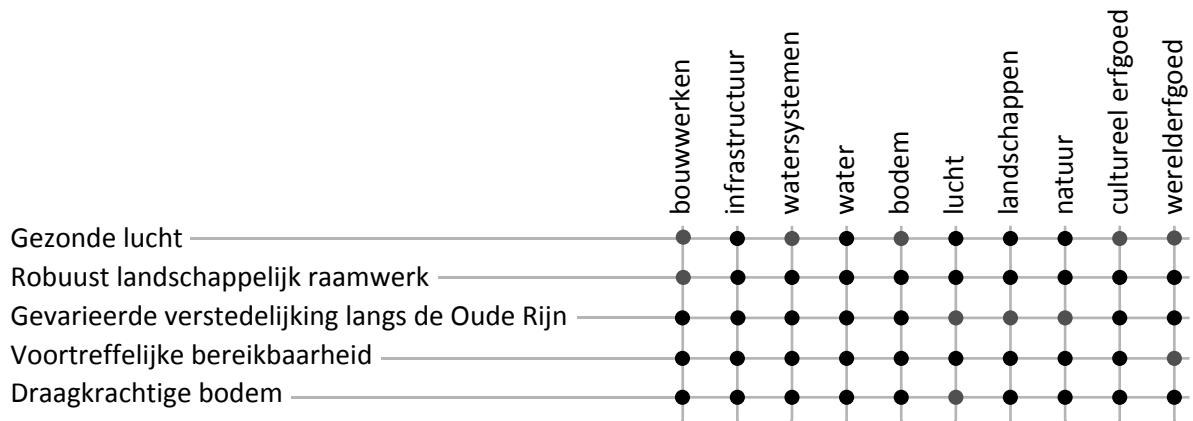 bouwwerken
infrastructuur
watersystemen
water
bodem
lucht
landschappen
natuur
cultureel erfgoed
werelderfgoed
Gezonde lucht
Robuust landschappelijk raamwerk
Gevarieerde verstedelijking langs de Oude Rijn
Voortreffelijke bereikbaarheid
Draagkrachtige bodem